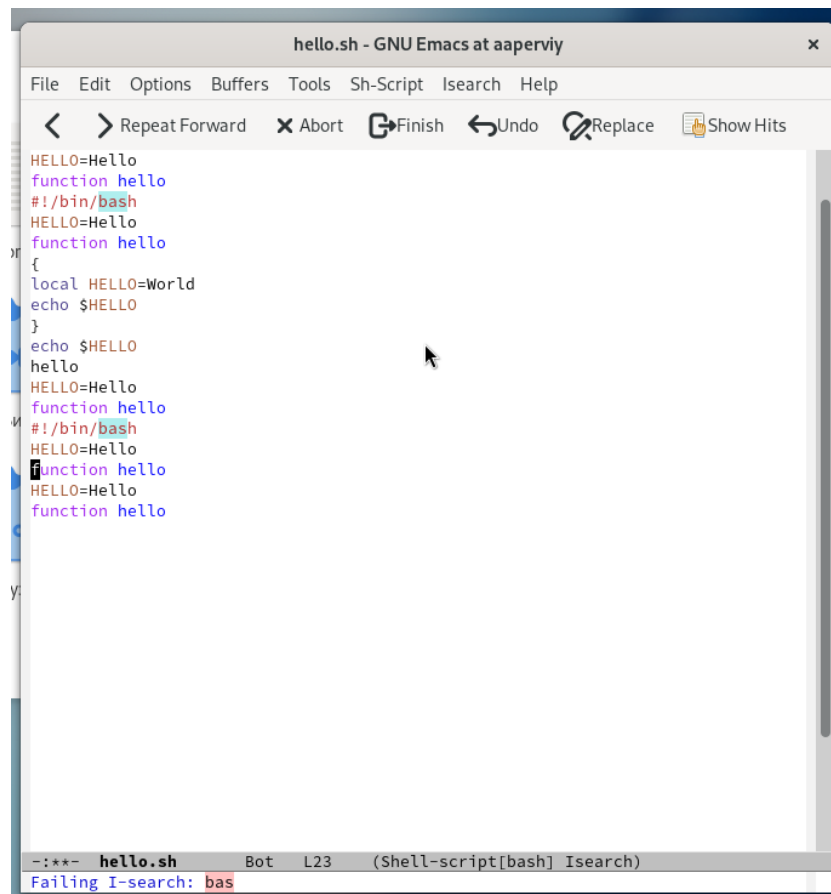 hello.sh - GNU Emacs at aaperviy ×
File Edit Options Buffers Tools Sh-Script Isearch Help
Repeat Forward Abort Finish Undo Replace Show Hits
HELLO=Hello
function hello
#!/bin/bash
HELLO=Hello
function hello
{
local HELLO=World
echo $HELLO
}
echo $HELLO
hello
HELLO=Hello
function hello
#!/bin/bash
HELLO=Hello
function hello
HELLO=Hello
function hello
-:**- hello.sh Bot L23 (Shell-script[bash] Isearch)
Failing I-search: bas